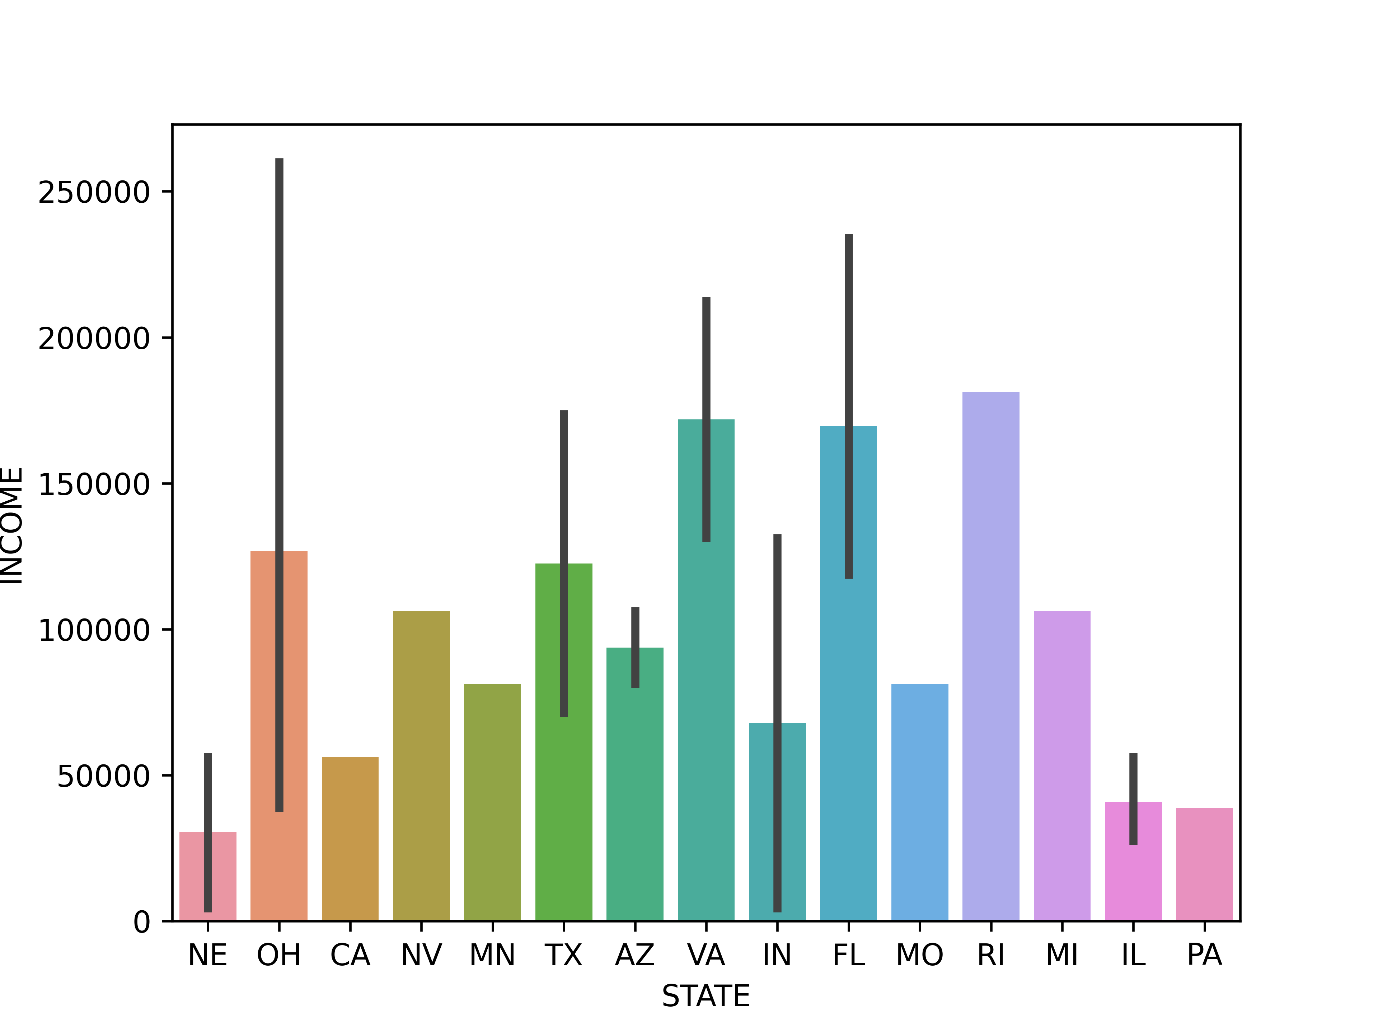 250000
200000
150000
100000
50000
0
INCOME
NE OH CA NV MN TX AZ VA IN FL MO RI MI IL PA
STATE